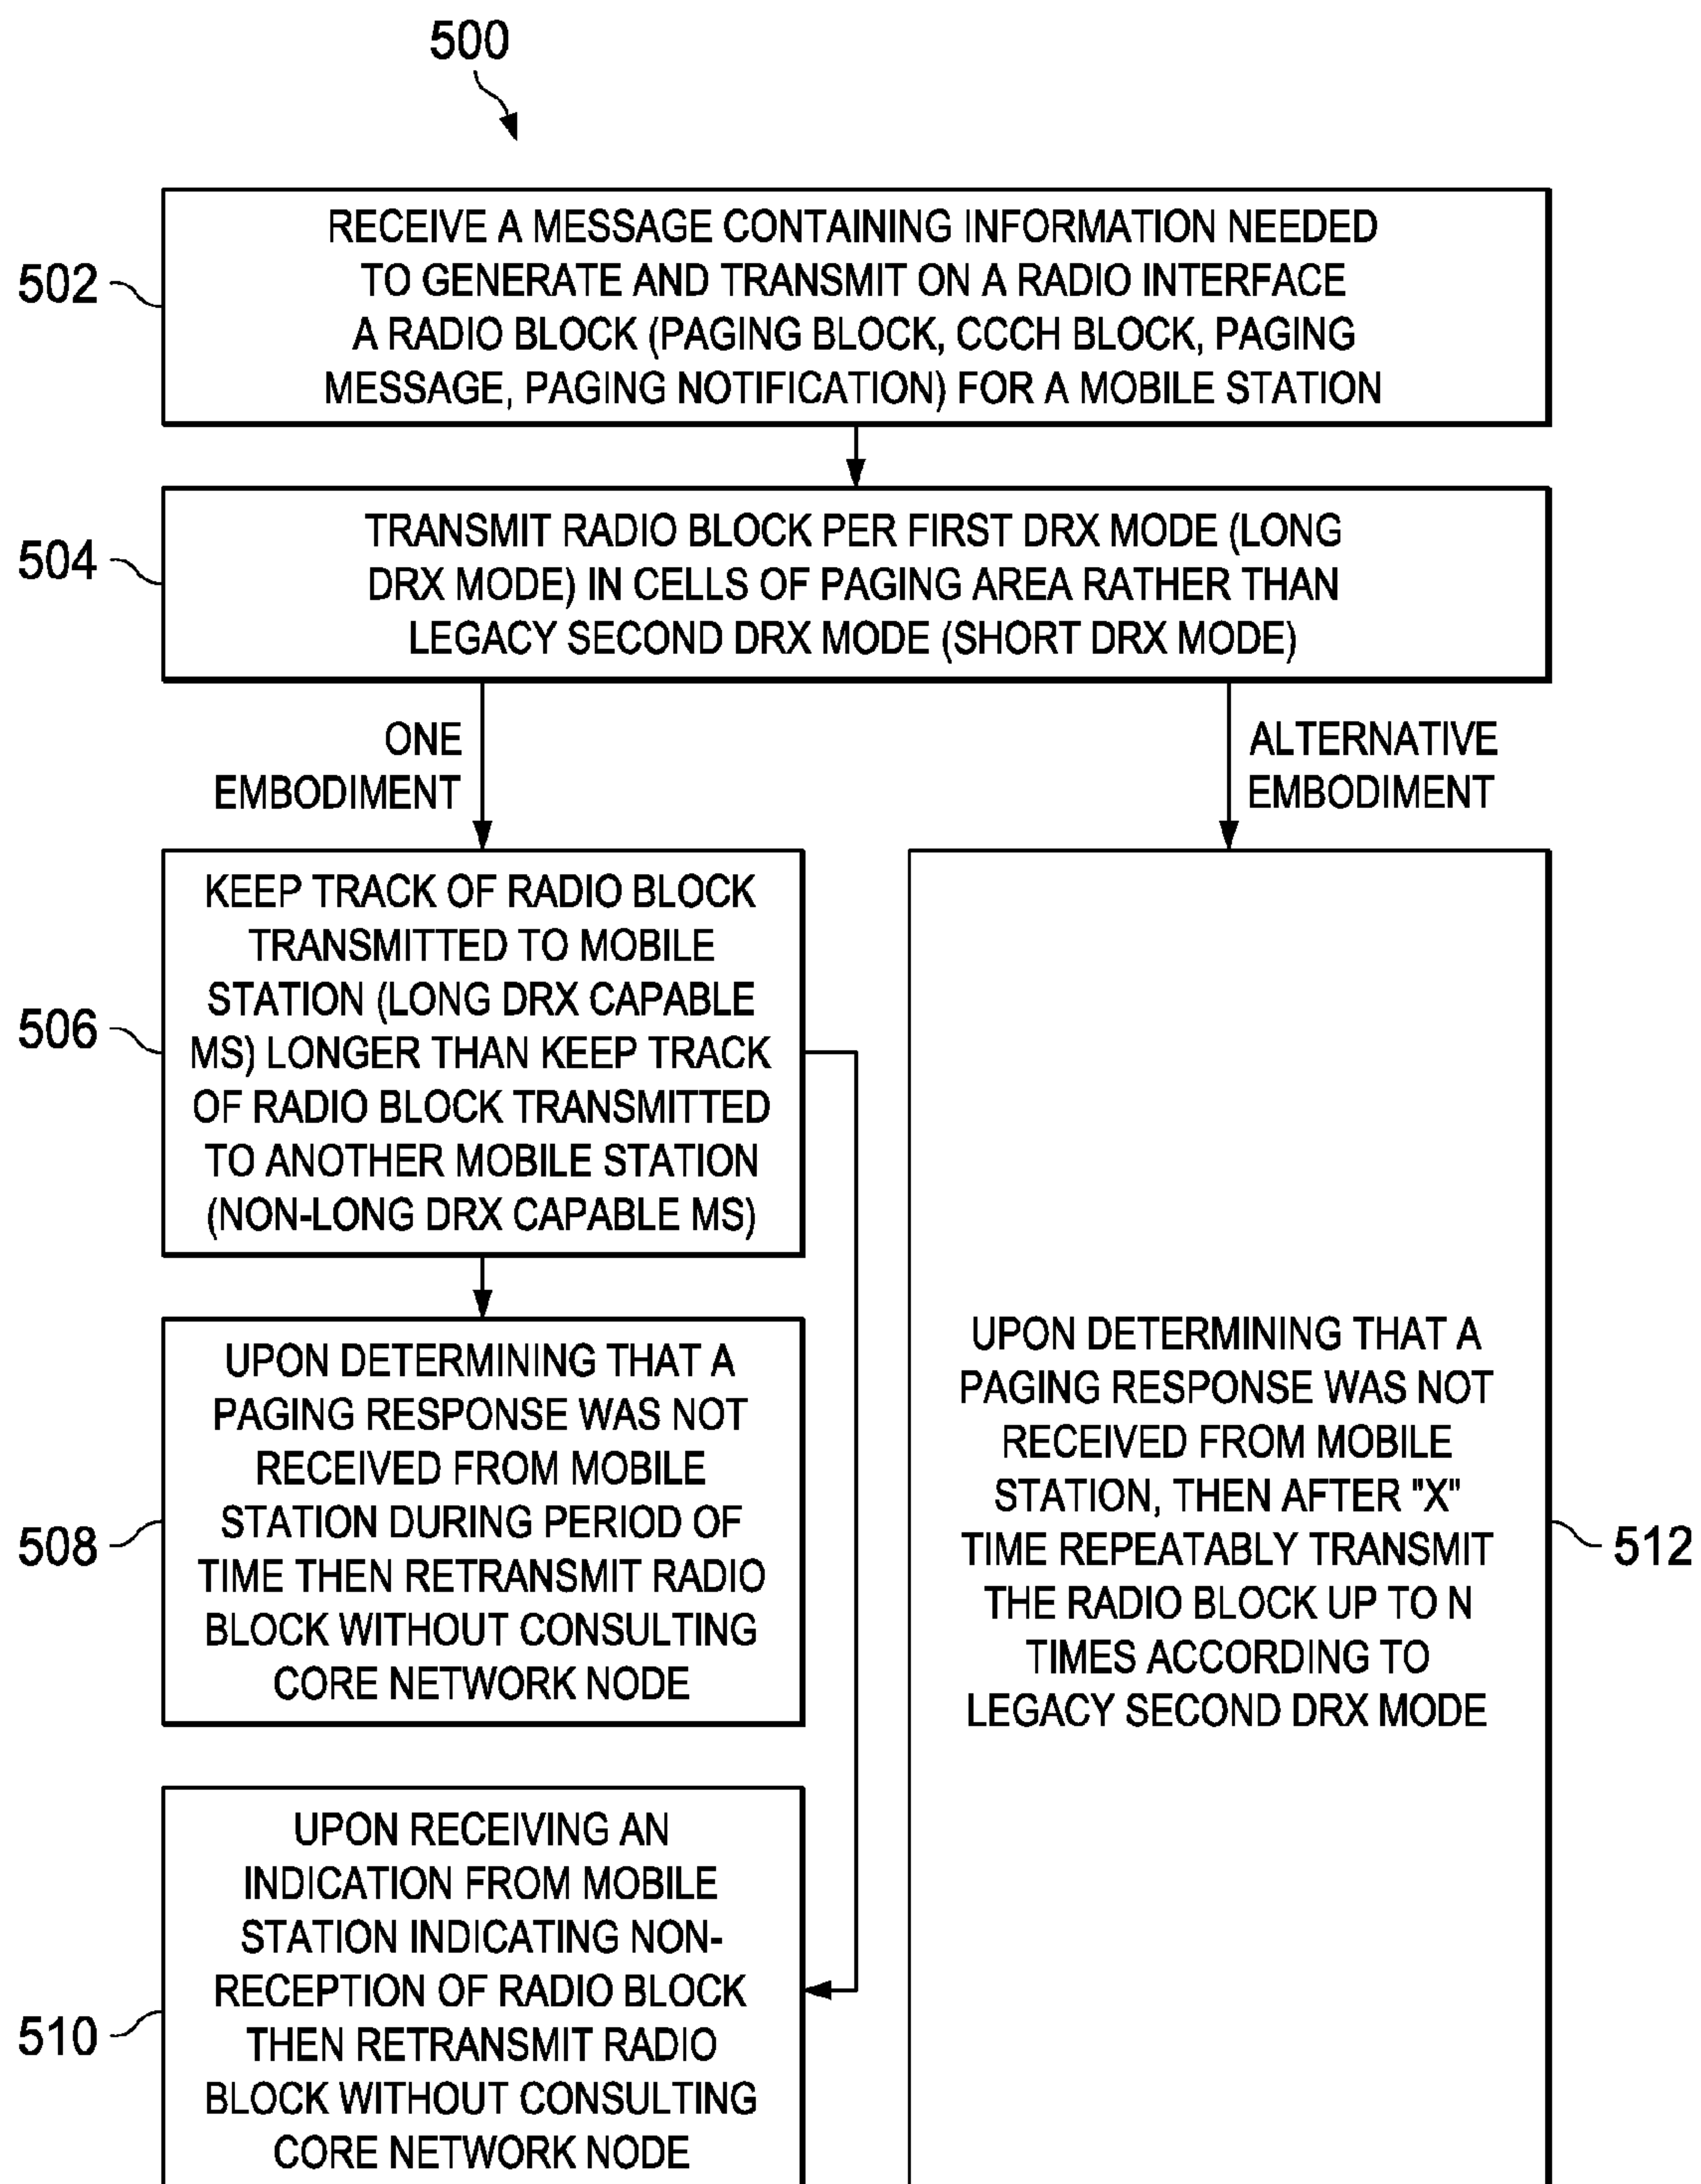 500
502
RECEIVE A MESSAGE CONTAINING INFORMATION NEEDED
TO GENERATE AND TRANSMIT ON A RADIO INTERFACE
A RADIO BLOCK (PAGING BLOCK, CCCH BLOCK, PAGING
MESSAGE, PAGING NOTIFICATION) FOR A MOBILE STATION
504
TRANSMIT RADIO BLOCK PER FIRST DRX MODE (LONG
DRX MODE) IN CELLS OF PAGING AREA RATHER THAN
LEGACY SECOND DRX MODE (SHORT DRX MODE)
ONE
EMBODIMENT
ALTERNATIVE
EMBODIMENT
506
KEEP TRACK OF RADIO BLOCK
TRANSMITTED TO MOBILE
STATION (LONG DRX CAPABLE
MS) LONGER THAN KEEP TRACK
OF RADIO BLOCK TRANSMITTED
TO ANOTHER MOBILE STATION
(NON-LONG DRX CAPABLE MS)
508
UPON DETERMINING THAT A
PAGING RESPONSE WAS NOT
RECEIVED FROM MOBILE
STATION DURING PERIOD OF
TIME THEN RETRANSMIT RADIO
BLOCK WITHOUT CONSULTING
CORE NETWORK NODE
510
UPON RECEIVING AN
INDICATION FROM MOBILE
STATION INDICATING NON-
RECEPTION OF RADIO BLOCK
THEN RETRANSMIT RADIO
BLOCK WITHOUT CONSULTING
CORE NETWORK NODE
UPON DETERMINING THAT A
PAGING RESPONSE WAS NOT
RECEIVED FROM MOBILE
STATION, THEN AFTER "X"
TIME REPEATABLY TRANSMIT
THE RADIO BLOCK UP TO N
TIMES ACCORDING TO
LEGACY SECOND DRX MODE
512